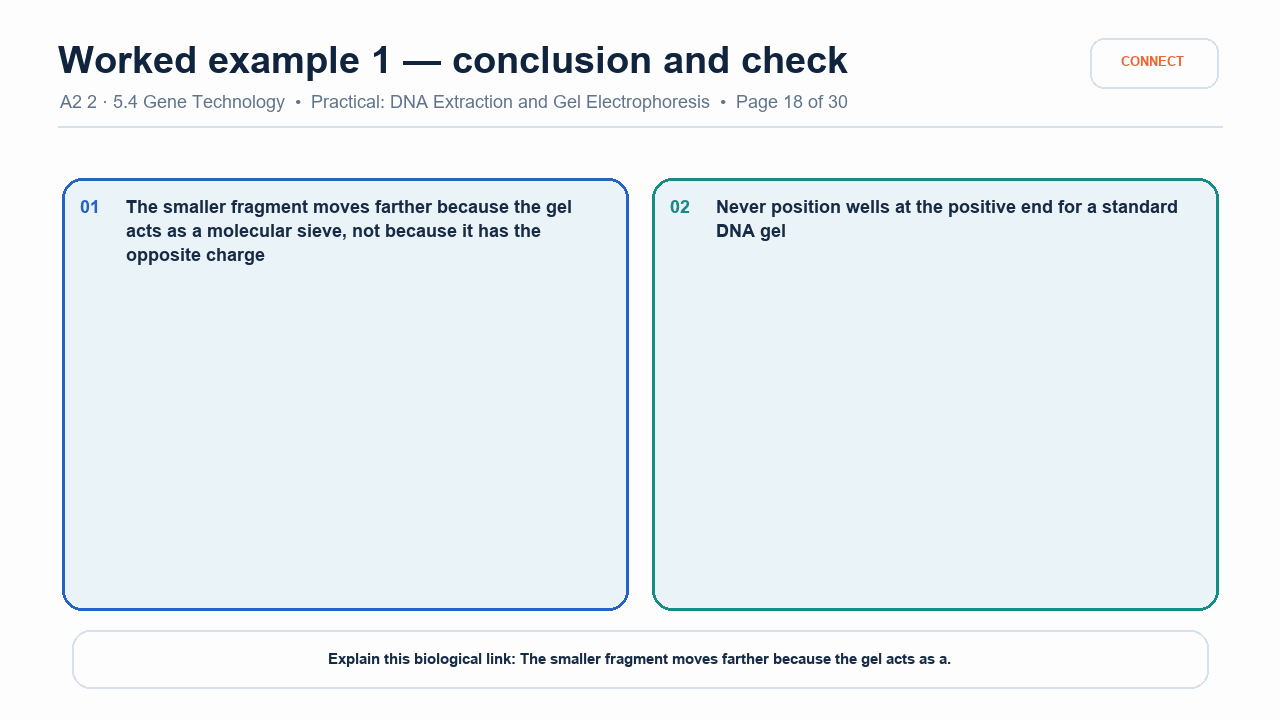 Worked example 1 — conclusion and check
CONNECT
A2 2 · 5.4 Gene Technology • Practical: DNA Extraction and Gel Electrophoresis • Page 18 of 30
01 The smaller fragment moves farther because the gel
acts as a molecular sieve, not because it has the
opposite charge
02 Never position wells at the positive end for a standard
DNA gel
Explain this biological link: The smaller fragment moves farther because the gel acts as a.